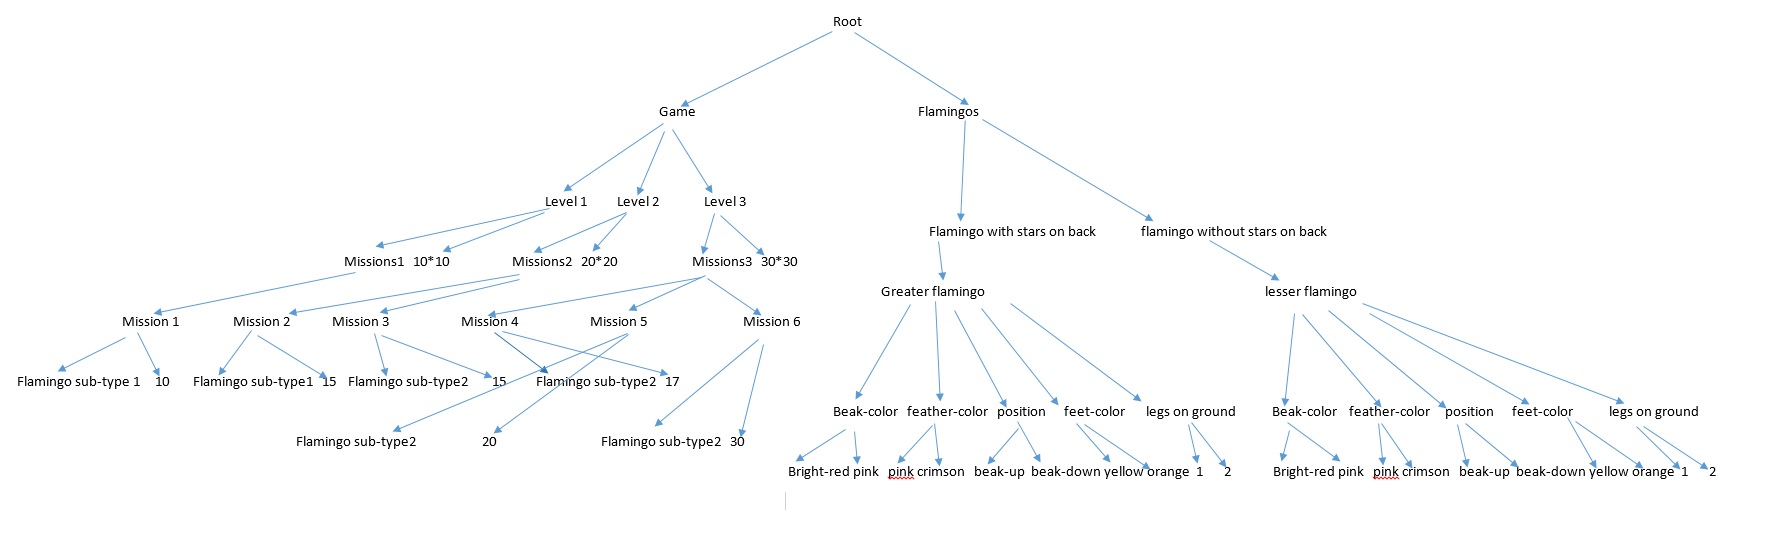 Root
Game Flamingos
Level 1 Level 2 Level 3
Flamingo with stars on back flamingo without stars on back
Missions1 10*10 Missions2 20*20 Missions3 30*30
Greater flamingo lesser flamingo
Mission 1 Mission 2 Mission 3 Mission 4 Mission 5 Mission 6
Flamingo sub-type 1 10 Flamingo sub-type1 15 Flamingo sub-type2 15 Flamingo sub-type2 17
Beak-color feather-color position feet-color legs on ground Beak-color feather-color position feet-color legs on ground
Flamingo sub-type2 20 Flamingo sub-type2 30
Bright-red pink pink crimson beak-up beak-down yellow orange 1 2 Bright-red pink pink crimson beak-up beak-down yellow orange 1 2